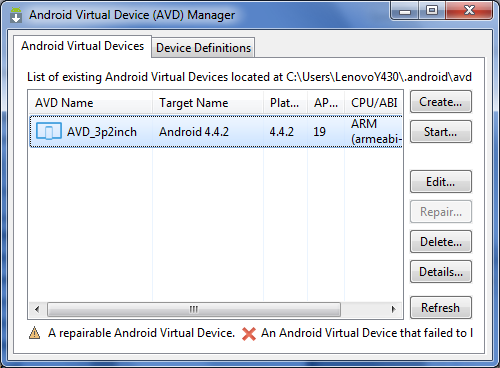 Android Virtual Device (AVD) Manager
Android Virtual Devices Device Definitions
List of existing Android Virtual Devices located at C:\Users\LenovoY430\.android\avd
AVD Name Target Name Plat... AP... CPU/ABI
AVD_3p2inch Android 4.4.2 4.4.2 19 ARM
(armeabi-
Create...
Start...
Edit...
Repair...
Delete...
Details...
Refresh
A repairable Android Virtual Device. An Android Virtual Device that failed to l